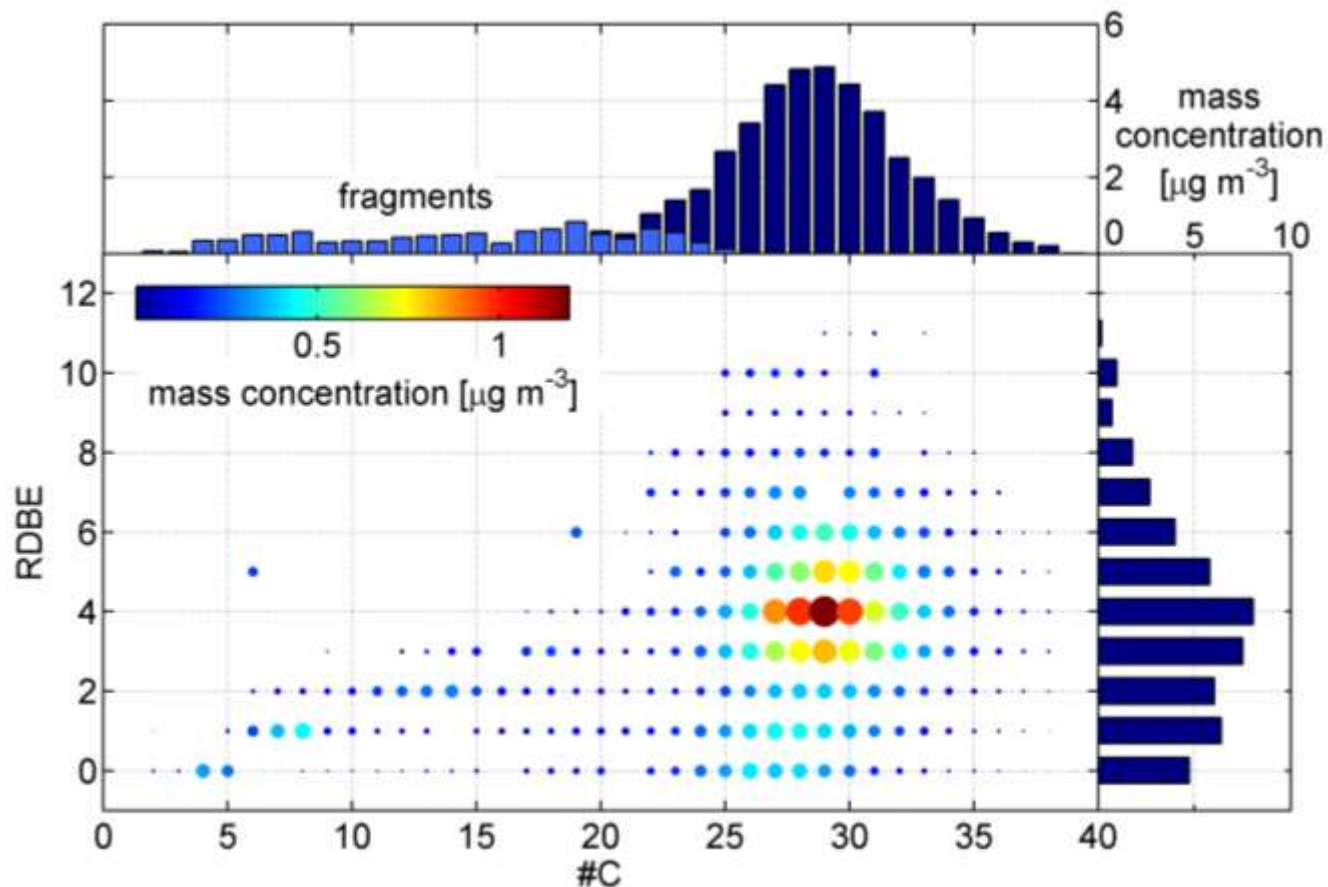 6
4
2
0
mass
concentration
[μg m-3]
5 10
fragments
12
10
8
6
4
2
0
RDBE
0.5 1
mass concentration [μg m-3]
0 5 10 15 20 25 30 35 40
#C